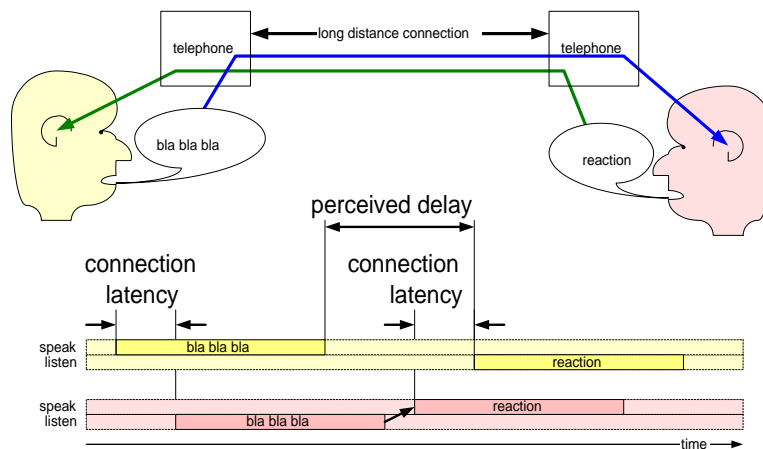 telephone
long distance connection
telephone
bla bla bla
reaction
perceived delay
connection
latency
connection
latency
speak
bla bla bla
listen
reaction
speak
reaction
listen
bla bla bla
time